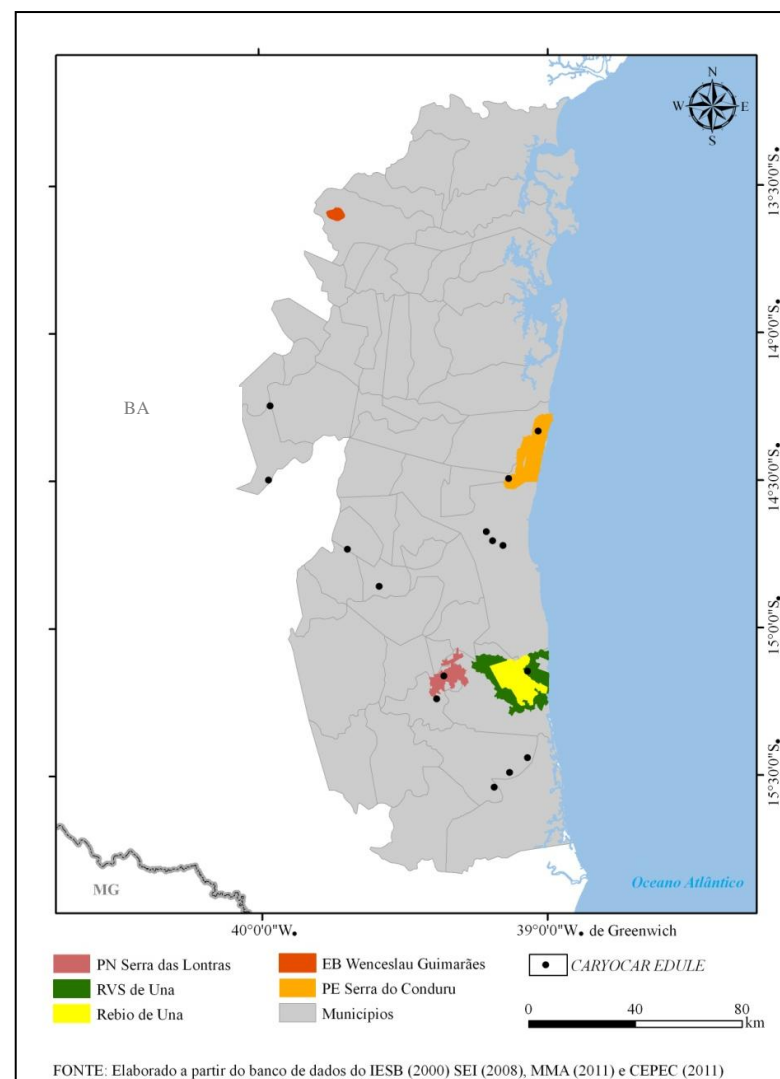 N
W E
S
13°30'0"S.
14°0'0"S.
BA
14°30'0"S.
15°0'0"S.
15°30'0"S.
MG
Oceano Atlântico
40°0'0"W. 39°0'0"W. de Greenwich
PN Serra das Lontras EB Wenceslau Guimarães CARYOCAR EDULE
RVS de Una PE Serra do Conduru
Rebio de Una Municipios
0 40 80
km
FONTE: Elaborado a partir do banco de dados do IESB (2000) SEI (2008), MMA (2011) e CEPEC (2011)